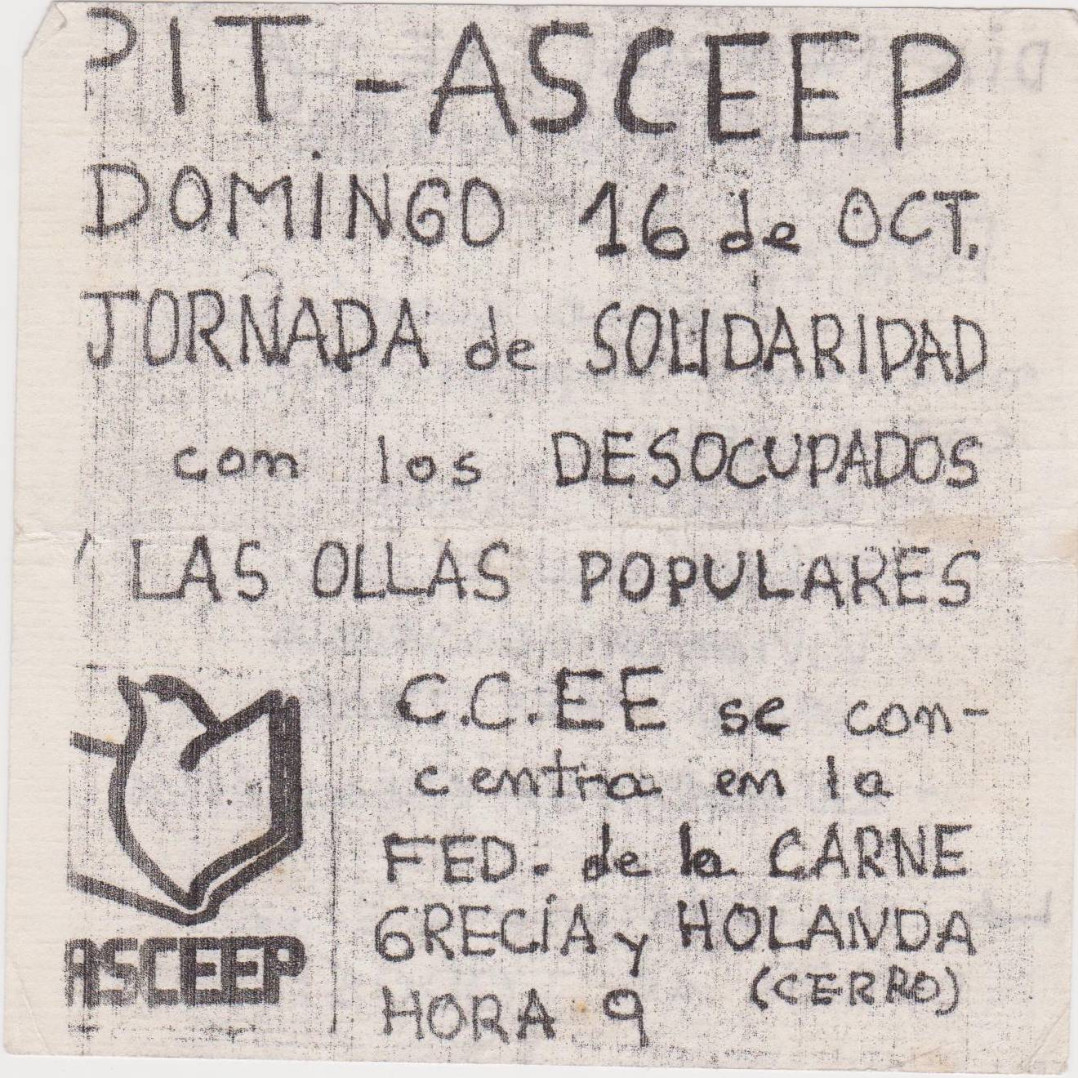 PIT-ASCEEP
DOMINGO 16 de OCT.
JORNADA de SOLIDARIDAD
con los DESOCUPADOS
LAS OLLAS POPULARES
C.C.EE se con-
centra en la
FED. de la CARNE
GRECIA y HOLANDA
(CERRO)
HORA 9
ASCEEP